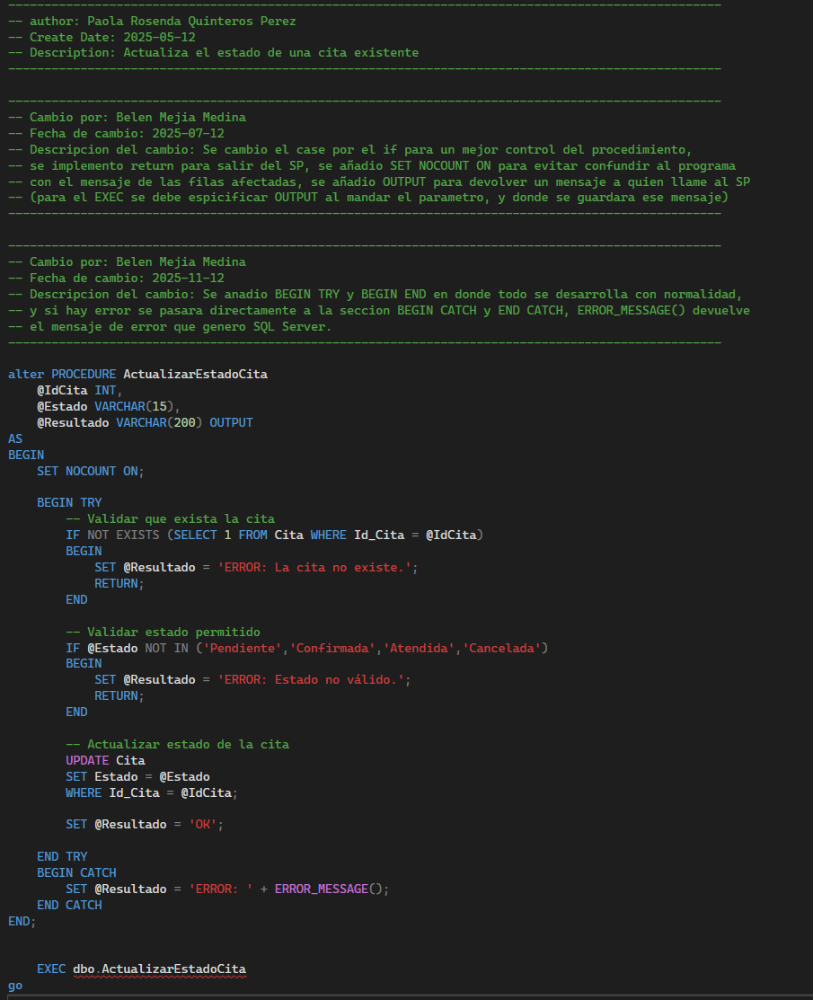 ---------------------------------------------------------------------------------------------------
-- author: Paola Rosenda Quinteros Perez
-- Create Date: 2025-05-12
-- Description: Actualiza el estado de una cita existente
---------------------------------------------------------------------------------------------------

---------------------------------------------------------------------------------------------------
-- Cambio por: Belen Mejia Medina
-- Fecha de cambio: 2025-07-12
-- Descripcion del cambio: Se cambio el case por el if para un mejor control del procedimiento,
-- se implemento return para salir del SP, se añadio SET NOCOUNT ON para evitar confundir al programa
-- con el mensaje de las filas afectadas, se añadio OUTPUT para devolver un mensaje a quien llame al SP
-- (para el EXEC se debe espicificar OUTPUT al mandar el parametro, y donde se guardara ese mensaje)
---------------------------------------------------------------------------------------------------

---------------------------------------------------------------------------------------------------
-- Cambio por: Belen Mejia Medina
-- Fecha de cambio: 2025-11-12
-- Descripcion del cambio: Se anadio BEGIN TRY y BEGIN END en donde todo se desarrolla con normalidad,
-- y si hay error se pasara directamente a la seccion BEGIN CATCH y END CATCH, ERROR_MESSAGE() devuelve
-- el mensaje de error que genero SQL Server.
---------------------------------------------------------------------------------------------------

alter PROCEDURE ActualizarEstadoCita
    @IdCita INT,
    @Estado VARCHAR(15),
    @Resultado VARCHAR(200) OUTPUT
AS
BEGIN
    SET NOCOUNT ON;

    BEGIN TRY
        -- Validar que exista la cita
        IF NOT EXISTS (SELECT 1 FROM Cita WHERE Id_Cita = @IdCita)
        BEGIN
            SET @Resultado = 'ERROR: La cita no existe.';
            RETURN;
        END

        -- Validar estado permitido
        IF @Estado NOT IN ('Pendiente','Confirmada','Atendida','Cancelada')
        BEGIN
            SET @Resultado = 'ERROR: Estado no válido.';
            RETURN;
        END

        -- Actualizar estado de la cita
        UPDATE Cita
        SET Estado = @Estado
        WHERE Id_Cita = @IdCita;

        SET @Resultado = 'OK';

    END TRY
    BEGIN CATCH
        SET @Resultado = 'ERROR: ' + ERROR_MESSAGE();
    END CATCH
END;


    EXEC dbo.ActualizarEstadoCita
go